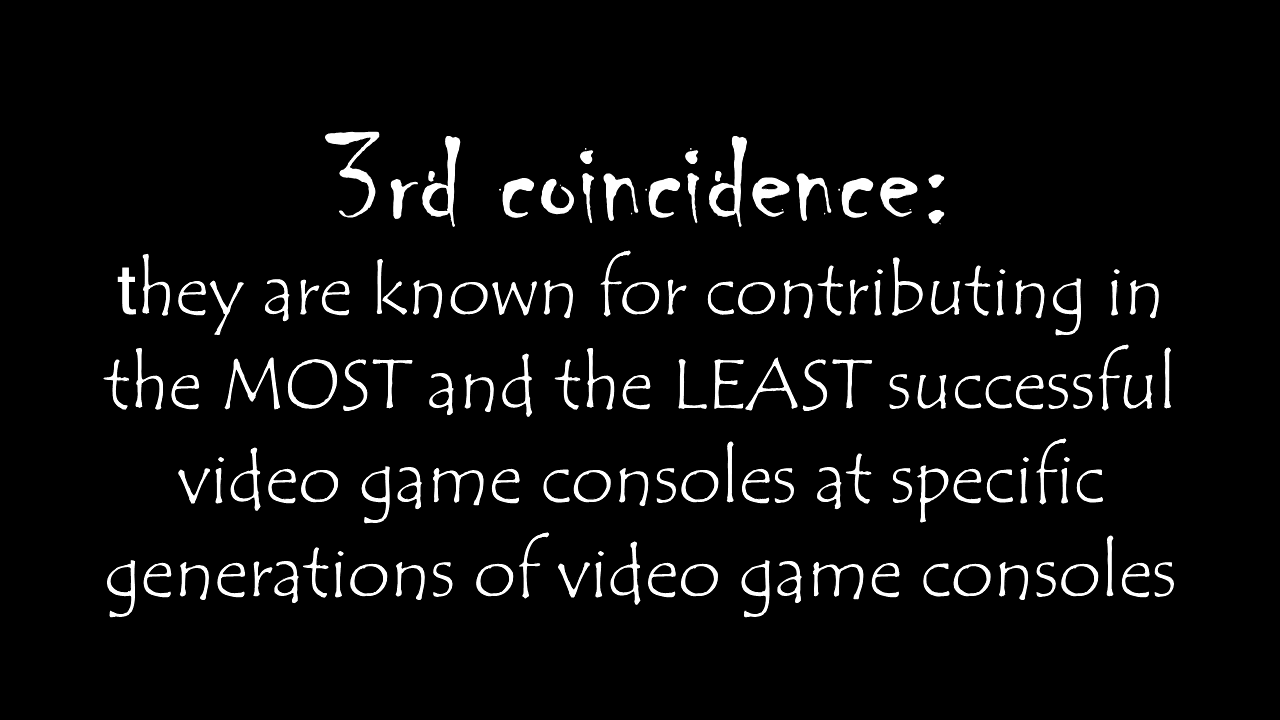 3rd coincidence:
they are known for contributing in
the MOST and the LEAST successful
video game consoles at specific
generations of video game consoles